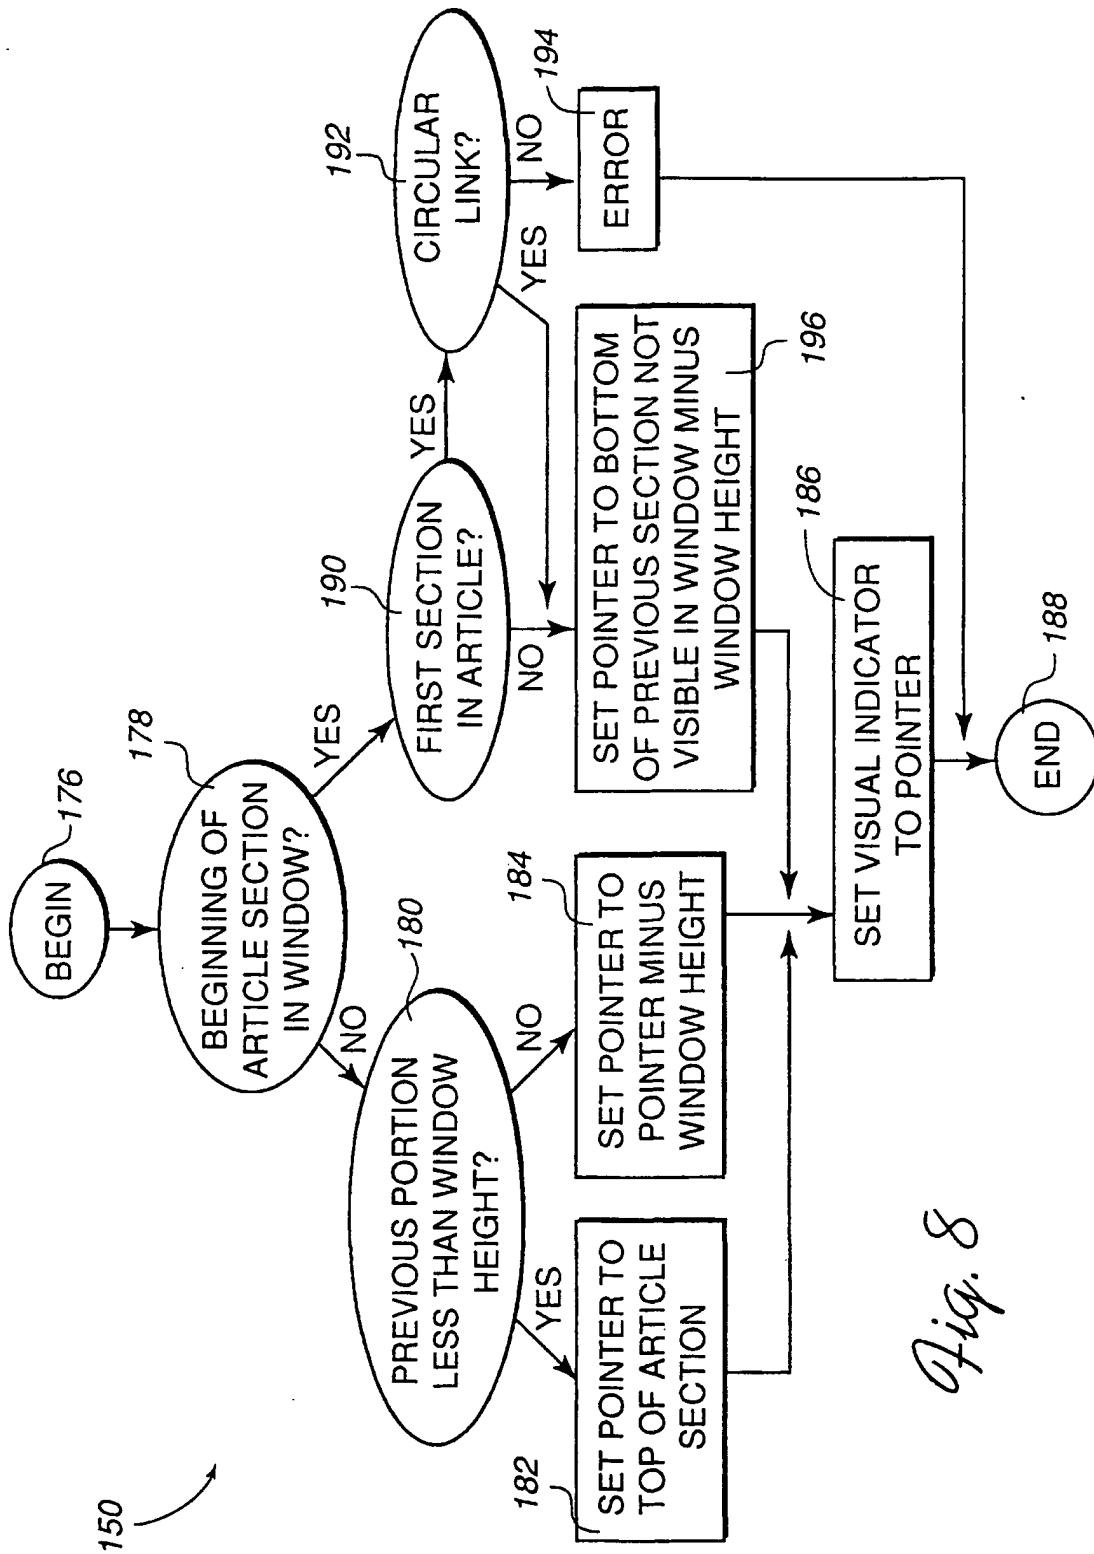 150
BEGIN
176
BEGINNING OF
ARTICLE SECTION
IN WINDOW?
178
NO
YES
PREVIOUS PORTION
LESS THAN WINDOW
HEIGHT?
180
FIRST SECTION
IN ARTICLE?
190
YES
CIRCULAR
LINK?
192
YES
NO
NO
YES
NO
SET POINTER TO
TOP OF ARTICLE
SECTION
182
SET POINTER TO
POINTER MINUS
WINDOW HEIGHT
184
SET POINTER TO BOTTOM
OF PREVIOUS SECTION NOT
VISIBLE IN WINDOW MINUS
WINDOW HEIGHT
196
ERROR
194
SET VISUAL INDICATOR
TO POINTER
186
END
188
Fig. 8